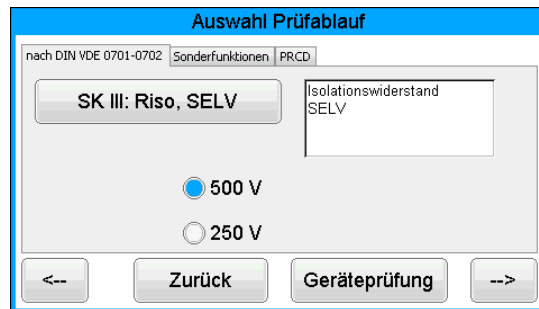 Auswahl Prüfablauf
nach DIN VDE 0701-0702 Sonderfunktionen PRCD
SK III: Riso, SELV
Isolationswiderstand
SELV
500 V
250 V
<-- Zurück Geräteprüfung -->